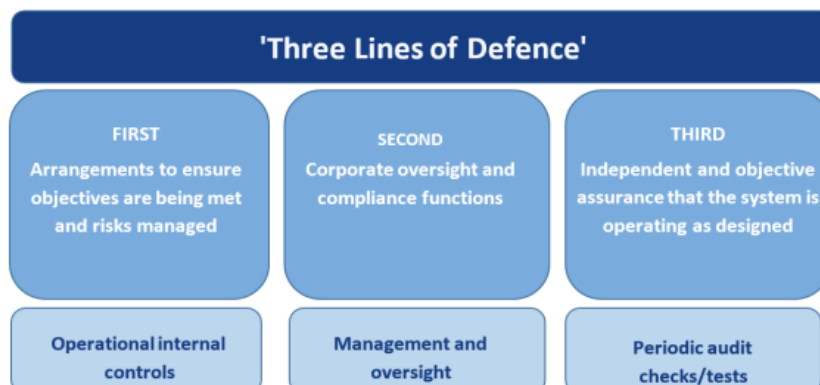 'Three Lines of Defence'
FIRST
Arrangements to ensure
objectives are being met
and risks managed
SECOND
Corporate oversight and
compliance functions
THIRD
Independent and objective
assurance that the system is
operating as designed
Operational internal
controls
Management and
oversight
Periodic audit
checks/tests